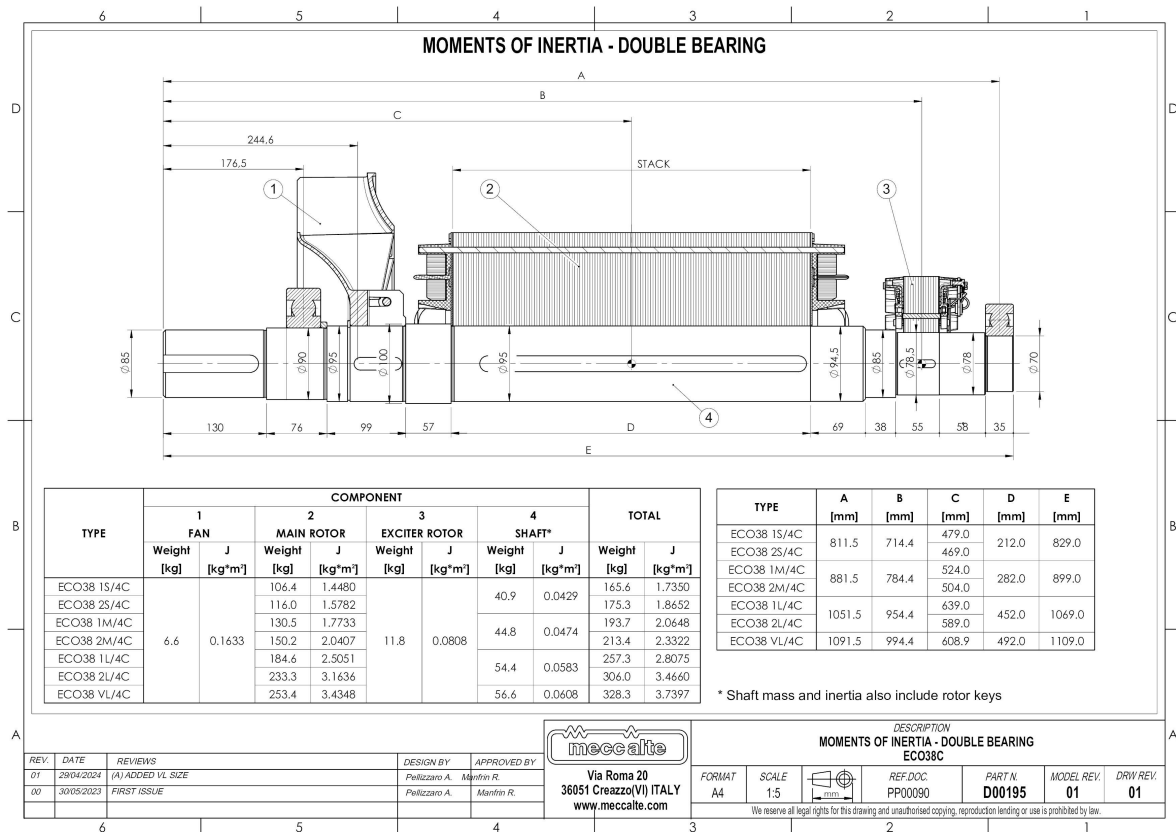 6 5 4 3 2 1
MOMENTS OF INERTIA - DOUBLE BEARING
A
B
C
244.6
176,5
STACK
1 2 3
D D
C C
Ø85 Ø90 Ø95 Ø100 Ø95 Ø94.5 Ø85 Ø78.5 Ø78 Ø70
4
130 76 99 57 D 69 38 55 58 35
E
TYPE COMPONENT TOTAL
1 2 3 4
FAN MAIN ROTOR EXCITER ROTOR SHAFT*
Weight J Weight J Weight J Weight J Weight J
[kg] [kg*m²] [kg] [kg*m²] [kg] [kg*m²] [kg] [kg*m²] [kg] [kg*m²]
ECO38 1S/4C 106.4 1.4480 40.9 0.0429 165.6 1.7350
ECO38 2S/4C 116.0 1.5782 175.3 1.8652
ECO38 1M/4C 130.5 1.7733 44.8 0.0474 193.7 2.0648
ECO38 2M/4C 6.6 0.1633 150.2 2.0407 11.8 0.0808 213.4 2.3322
ECO38 1L/4C 184.6 2.5051 54.4 0.0583 257.3 2.8075
ECO38 2L/4C 233.3 3.1636 306.0 3.4660
ECO38 VL/4C 253.4 3.4348 56.6 0.0608 328.3 3.7397
TYPE A B C D E
[mm] [mm] [mm] [mm] [mm]
ECO38 1S/4C 811.5 714.4 479.0 212.0 829.0
ECO38 2S/4C 469.0
ECO38 1M/4C 881.5 784.4 524.0 282.0 899.0
ECO38 2M/4C 504.0
ECO38 1L/4C 1051.5 954.4 639.0 452.0 1069.0
ECO38 2L/4C 589.0
ECO38 VL/4C 1091.5 994.4 608.9 492.0 1109.0
* Shaft mass and inertia also include rotor keys
B B
A A
REV. DATE REVIEWS DESIGN BY APPROVED BY
01 29/04/2024 (A) ADDED VL SIZE Pellizzaro A. Manfrin R.
00 30/05/2023 FIRST ISSUE Pellizzaro A. Manfrin R.
mecc alte
Via Roma 20
36051 Creazzo(VI) ITALY
www.meccalte.com
DESCRIPTION
MOMENTS OF INERTIA - DOUBLE BEARING
ECO38C
FORMAT SCALE REF.DOC. PART N. MODEL REV. DRW REV.
A4 1:5 mm PP00090 D00195 01 01
We reserve all legal rights for this drawing and unauthorised copying, reproduction lending or use is prohibited by law.
6 5 4 3 2 1